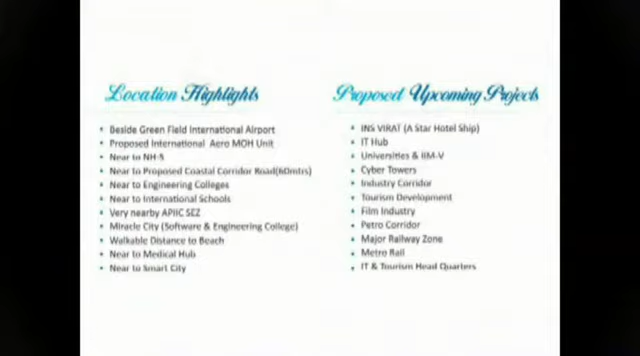 Location Highlights
Beside Green Field International Airport
Proposed International Aero MOH Unit
Near to NH-5
Near to Proposed Coastal Corridor Road(60mtrs)
Near to Engineering Colleges
Near to International Schools
Very nearby APIIC SEZ
Miracle City (Software & Engineering College)
Walkable Distance to Beach
Near to Medical Hub
Near to Smart City
Proposed Upcoming Projects
INS VIRAT (A Star Hotel Ship)
IT Hub
Universities & IIM-V
Cyber Towers
Industry Corridor
Tourism Development
Film Industry
Petro Corridor
Major Railway Zone
Metro Rail
IT & Tourism Head Quarters